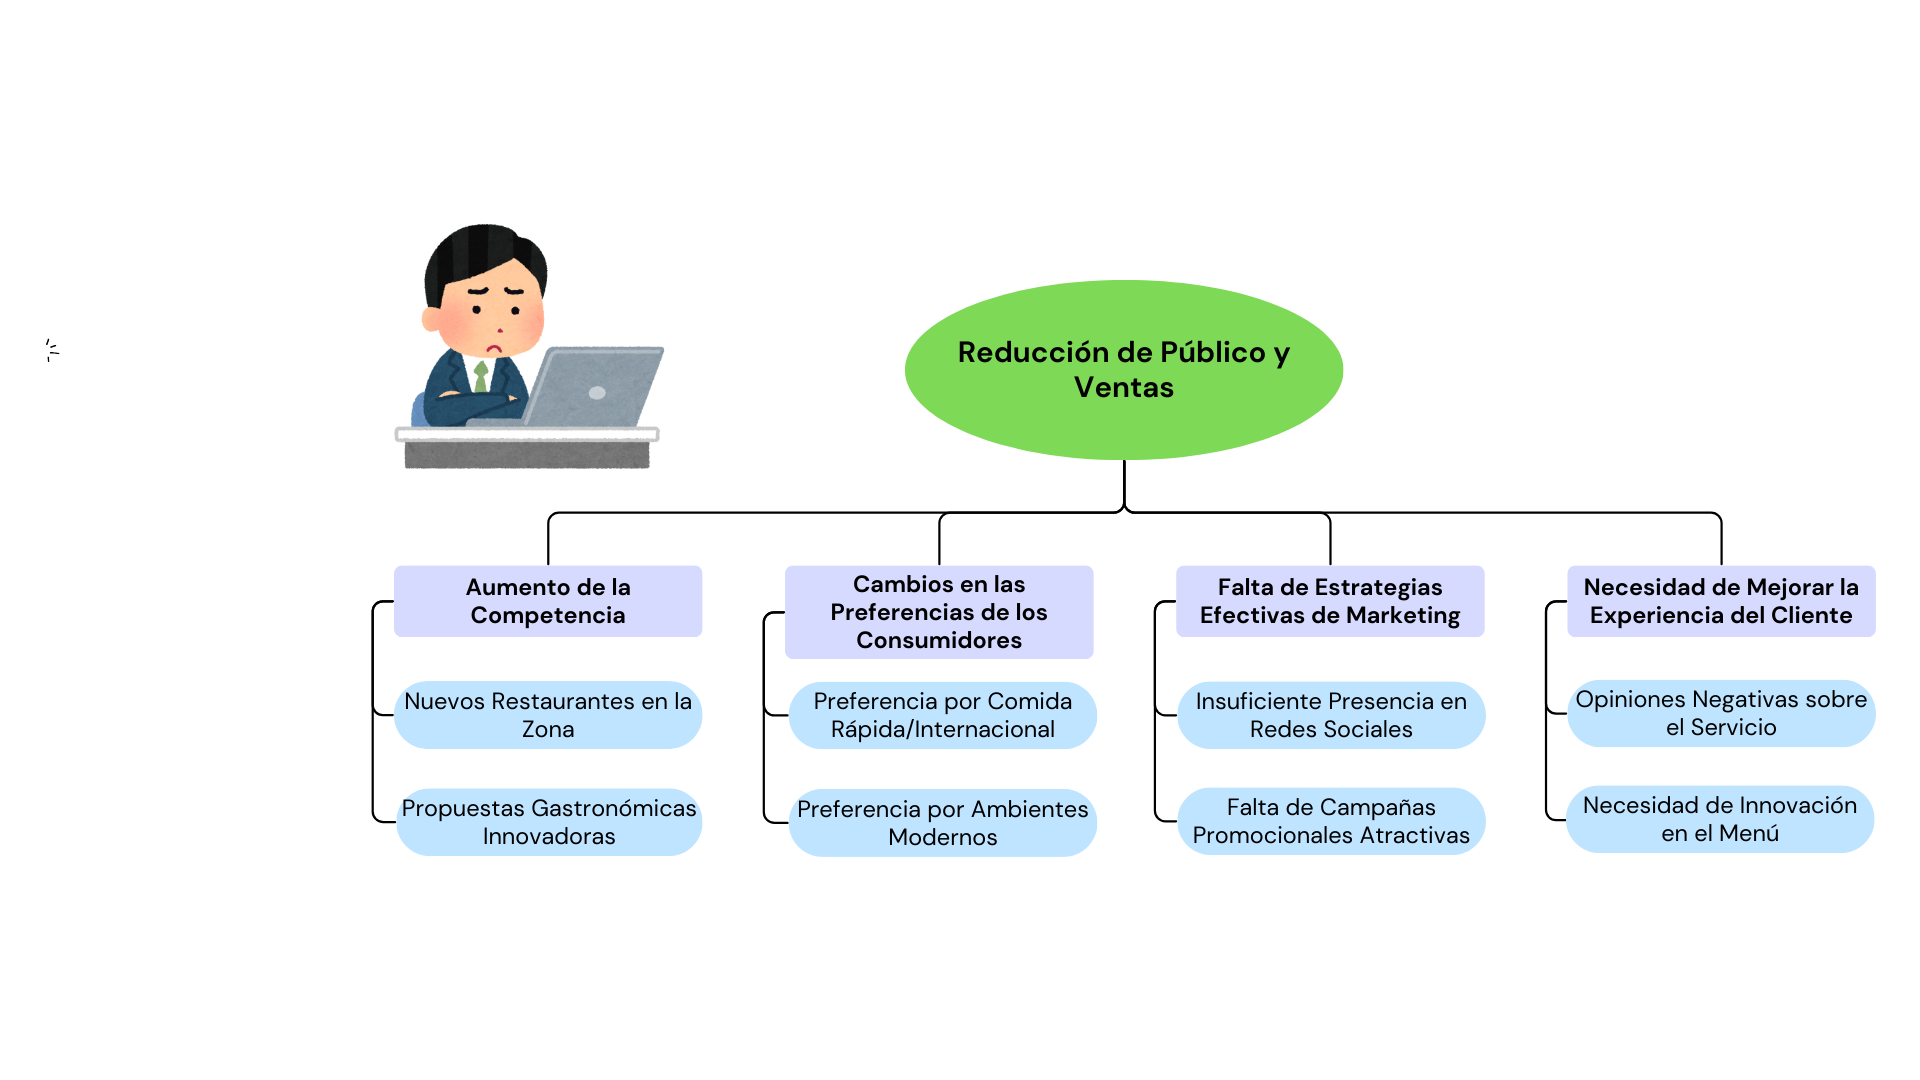 Reducción de Público y
Ventas
Aumento de la
Competencia
Nuevos Restaurantes en la
Zona
Propuestas Gastronómicas
Innovadoras
Cambios en las
Preferencias de los
Consumidores
Preferencia por Comida
Rápida/Internacional
Preferencia por Ambientes
Modernos
Falta de Estrategias
Efectivas de Marketing
Insuficiente Presencia en
Redes Sociales
Falta de Campañas
Promocionales Atractivas
Necesidad de Mejorar la
Experiencia del Cliente
Opiniones Negativas sobre
el Servicio
Necesidad de Innovación
en el Menú